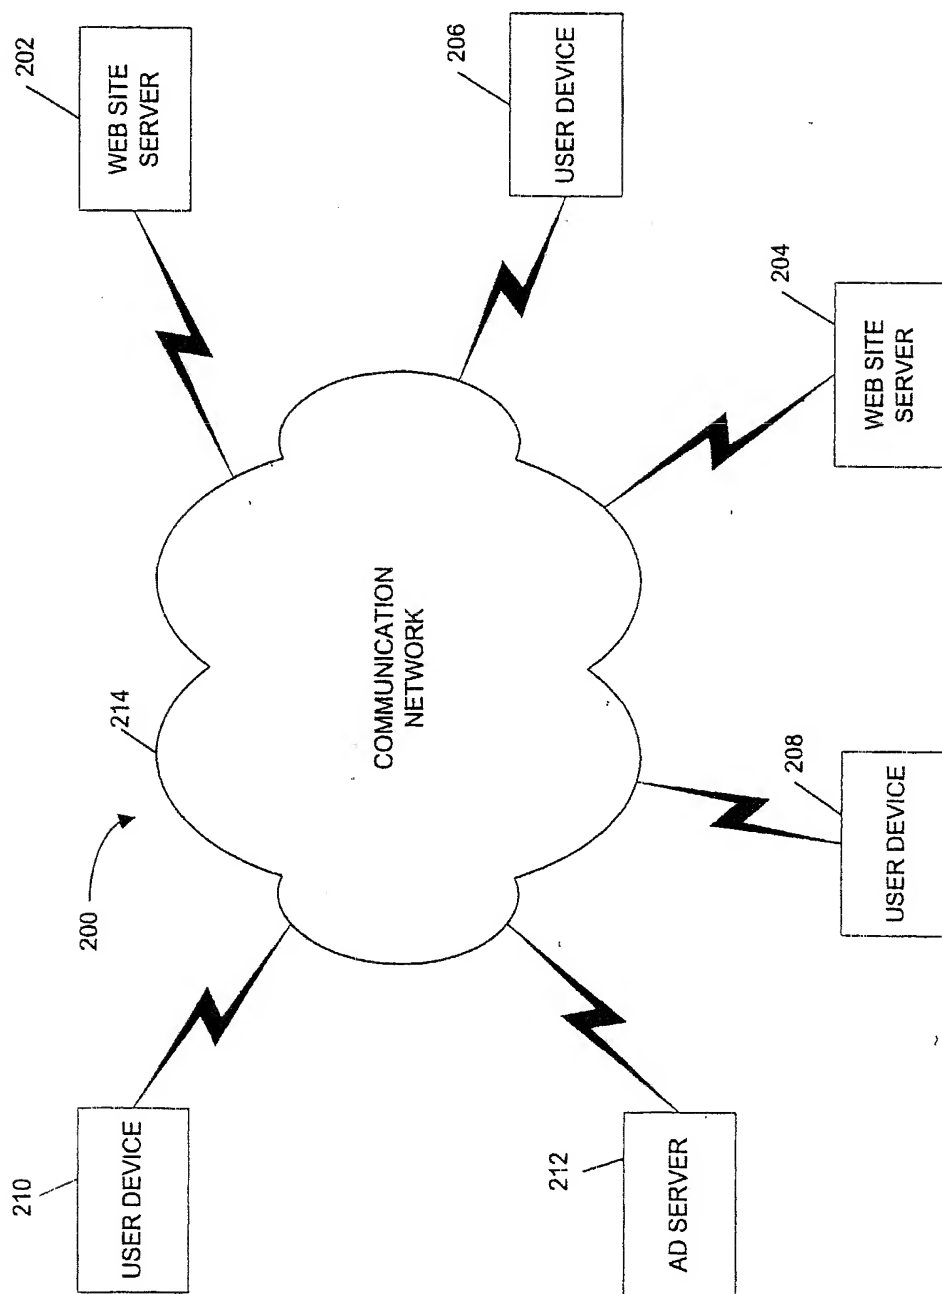 210
USER DEVICE
200
214
202
WEB SITE
SERVER
COMMUNICATION
NETWORK
206
USER DEVICE
212
AD SERVER
208
USER DEVICE
204
WEB SITE
SERVER